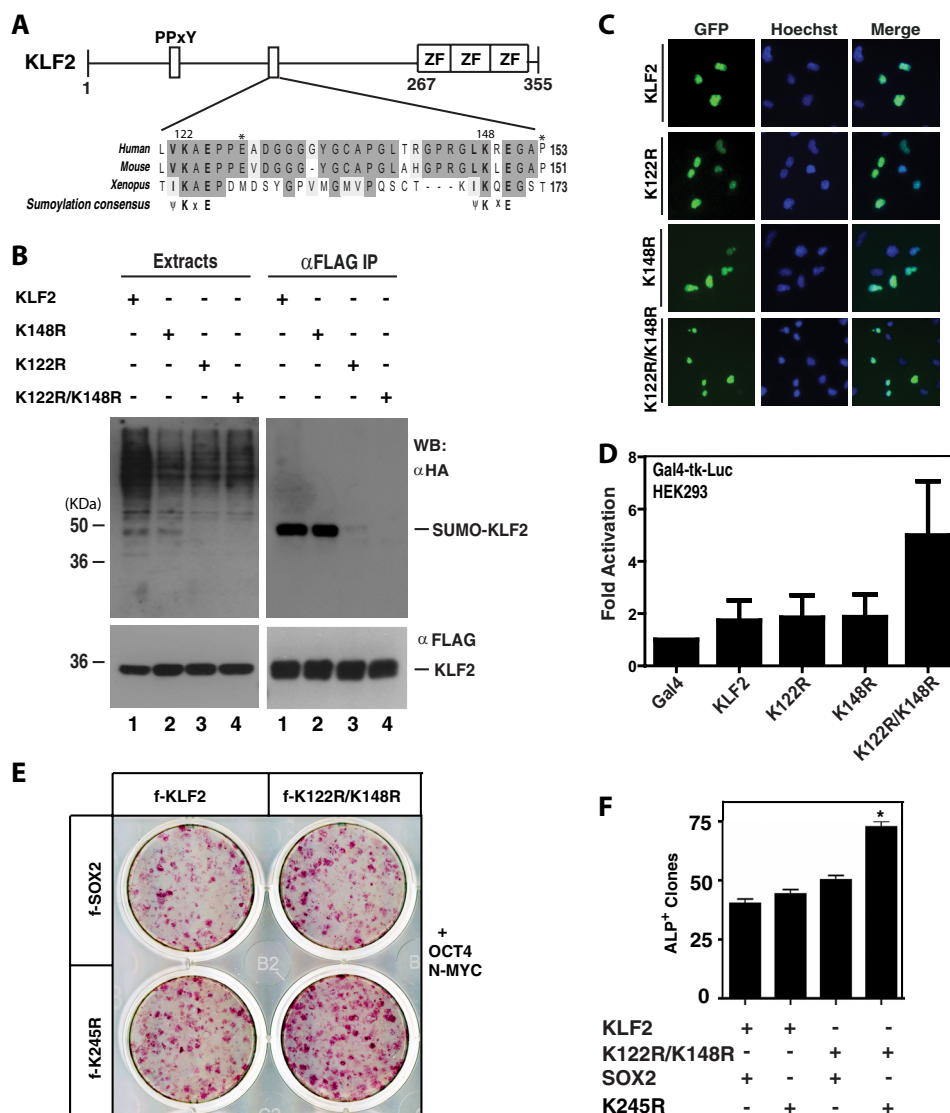 A
PPxY
KLF2
ZF ZF ZF
1 267 355
122 * 148 *
Human L V K A E P P E A D G G G G Y G C A P G L T R G P R G L K R E G A P 153
Mouse L V K A E P P E V D G G G - Y G C A P G L A H G P R G L K L E G A P 151
Xenopus T I K A E P D M D S Y G P V M G M V P Q S C T - - - K I K Q E G S T 173
Sumoylation consensus ψ K x E ψ K x E
B
Extracts αFLAG IP
KLF2 + - - - + - - -
K148R - + - - - + - -
K122R - - + - - - + -
K122R/K148R - - - + - - - +
WB:
αHA
(KDa)
50
SUMO-KLF2
36
α FLAG
36
KLF2
1 2 3 4 1 2 3 4
C
GFP Hoechst Merge
KLF2
K122R
K148R
K122R/K148R
D
Gal4-tk-Luc
HEK293
Fold Activation
8
6
4
2
0
Gal4 KLF2 K122R K148R K122R/K148R
E
f-KLF2 f-K122R/K148R
f-SOX2
f-K245R
+
OCT4
N-MYC
B2
F
ALP+ Clones
75
50
25
0
*
KLF2 + + - -
K122R/K148R - - + +
SOX2 + - + -
K245R - + - +